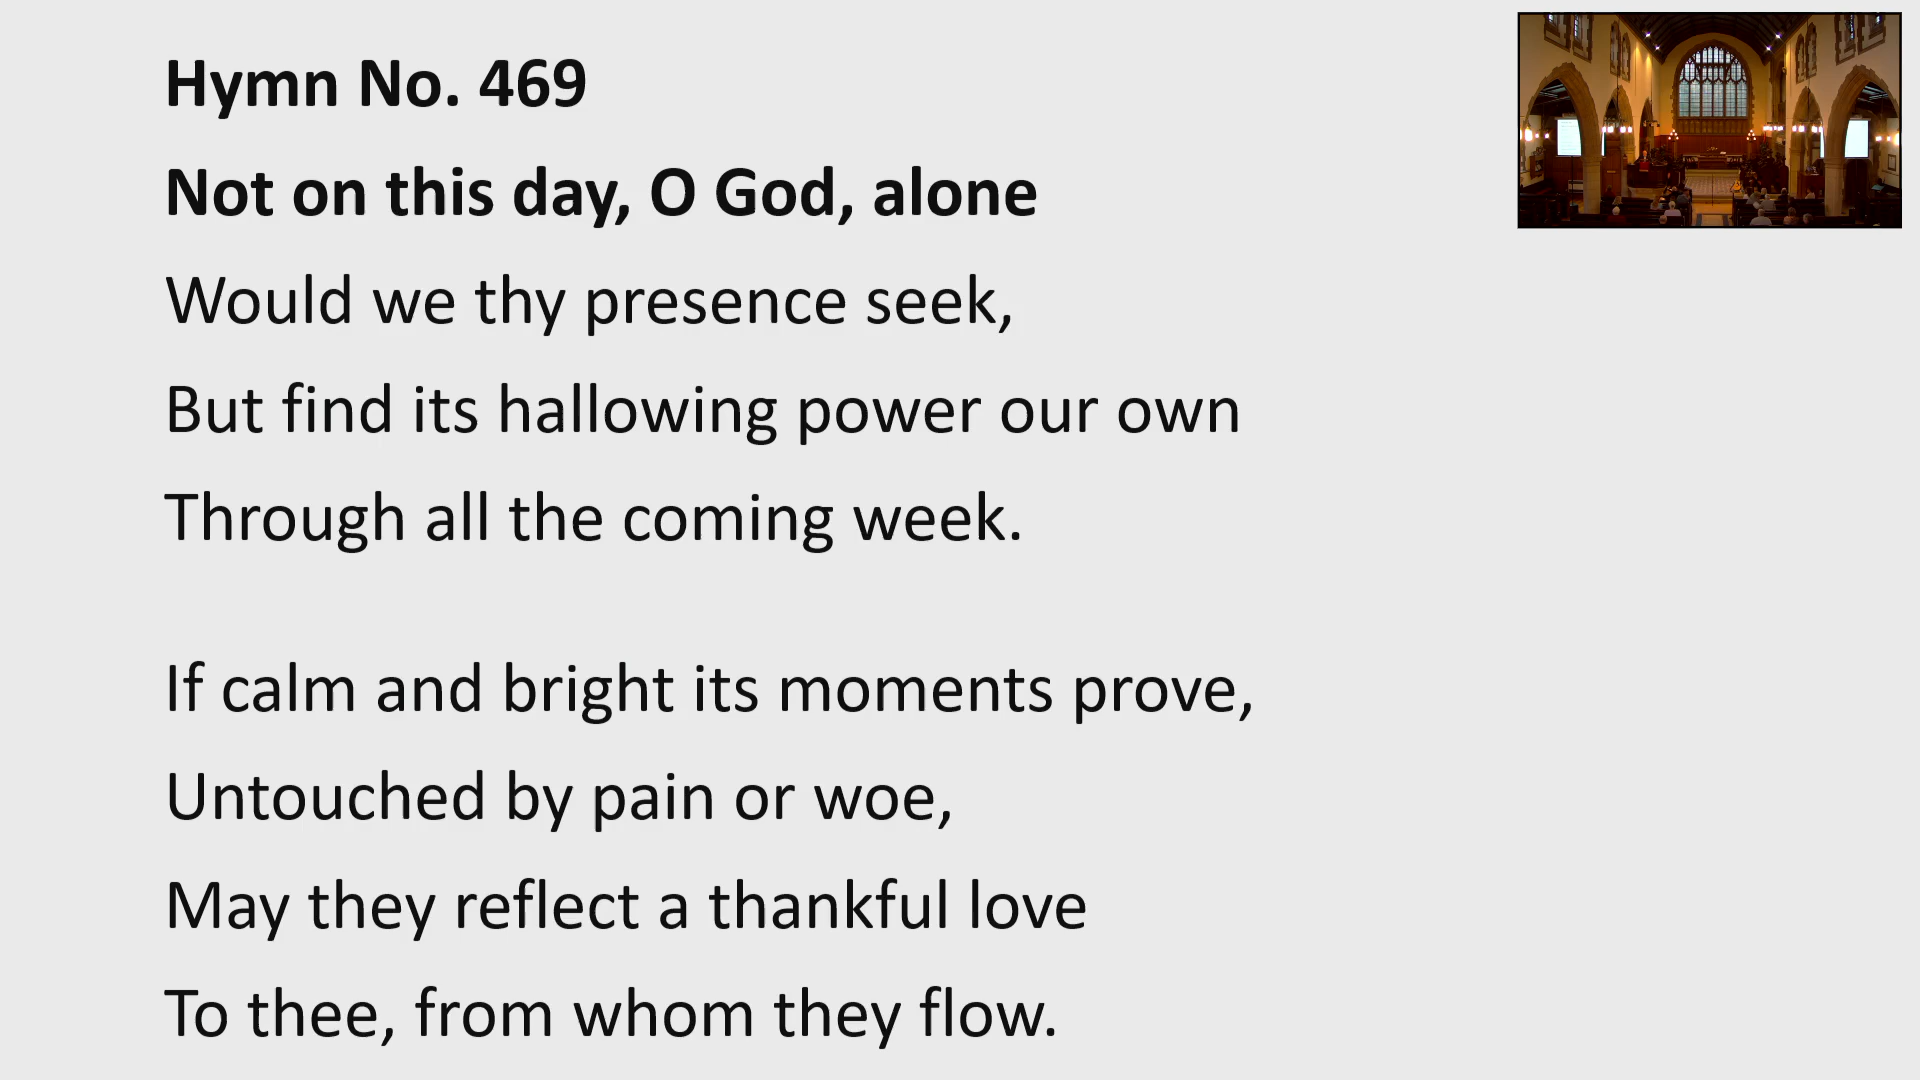 Hymn No. 469
Not on this day, O God, alone
Would we thy presence seek,
But find its hallowing power our own
Through all the coming week.
If calm and bright its moments prove,
Untouched by pain or woe,
May they reflect a thankful love
To thee, from whom they flow.